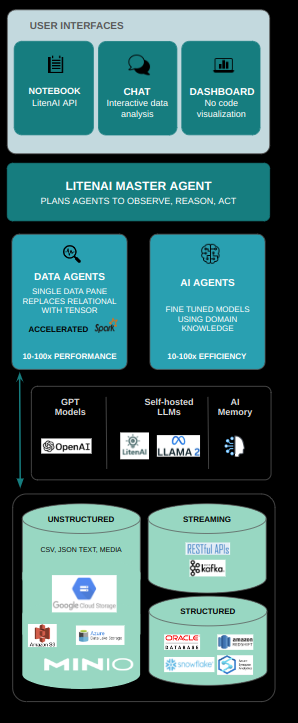 USER INTERFACES
NOTEBOOK
LitenAI API
CHAT
Interactive data
analysis
DASHBOARD
No code
visualization
LITENAI MASTER AGENT
PLANS AGENTS TO OBSERVE, REASON, ACT
DATA AGENTS
SINGLE DATA PANE
REPLACES RELATIONAL
WITH TENSOR
ACCELERATED Spark
10-100x PERFORMANCE
AI AGENTS
FINE TUNED MODELS
USING DOMAIN
KNOWLEDGE
10-100x EFFICIENCY
GPT
Models
OpenAI
Self-hosted
LLMs
LitenAI
LLAMA 2
AI
Memory
UNSTRUCTURED
CSV, JSON TEXT, MEDIA
Google Cloud Storage
Amazon S3
Azure
Data Lake Storage
MINIO
STREAMING
RESTful APIs
kafka
STRUCTURED
ORACLE
DATABASE
amazon
REDSHIFT
snowflake
Azure
Synapse
Analytics